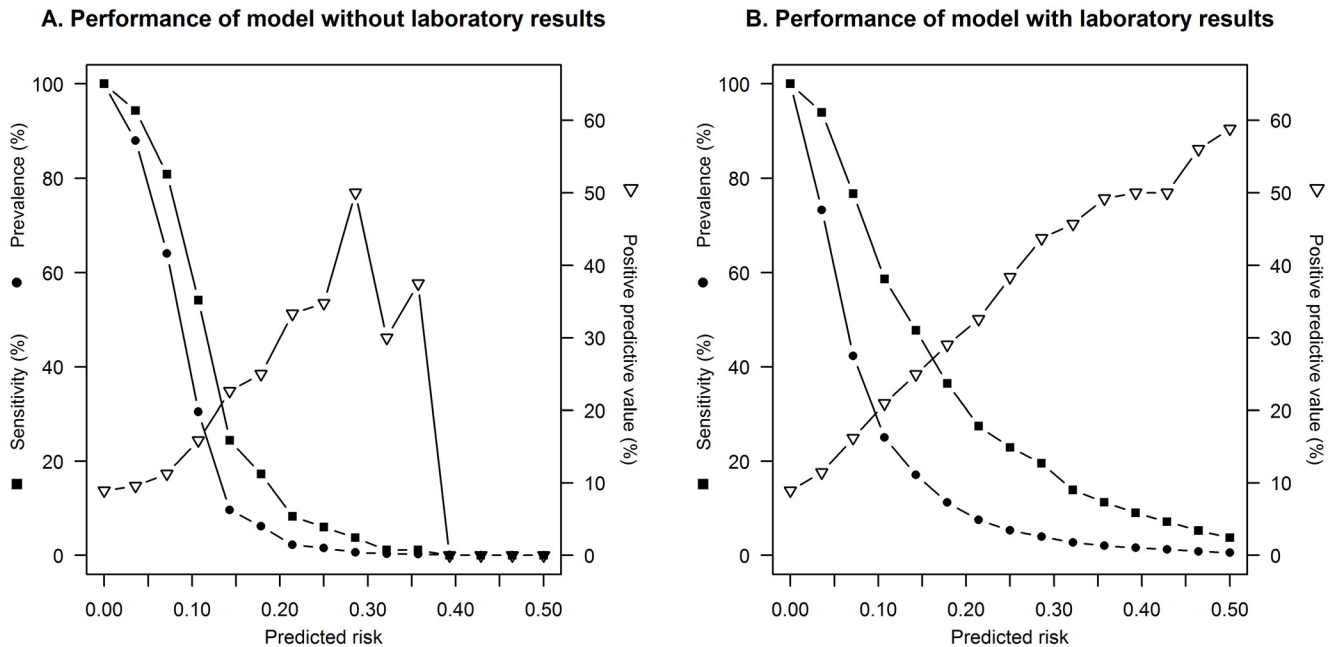 A. Performance of model without laboratory results
100
80
60
40
20
0
Prevalence (%)
Sensitivity (%)
60
50
40
30
20
10
0
Positive predictive value (%)
0.00 0.10 0.20 0.30 0.40 0.50
Predicted risk
B. Performance of model with laboratory results
100
80
60
40
20
0
Prevalence (%)
Sensitivity (%)
60
50
40
30
20
10
0
Positive predictive value (%)
0.00 0.10 0.20 0.30 0.40 0.50
Predicted risk